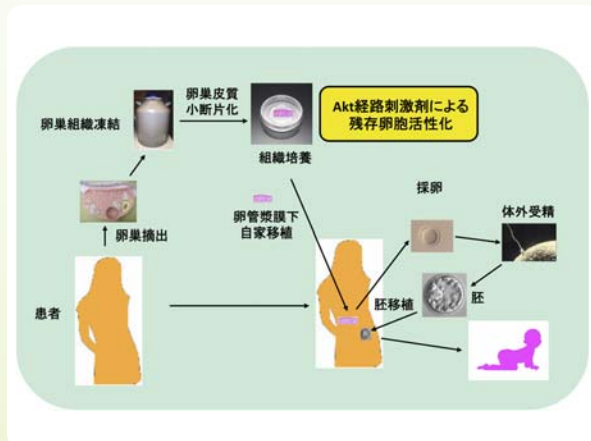 卵巣皮質
小断片化
Akt経路刺激剤による
残存卵胞活性化
卵巣組織凍結
組織培養
卵管漿膜下
自家移植
採卵
体外受精
卵巣摘出
患者
胚移植
胚